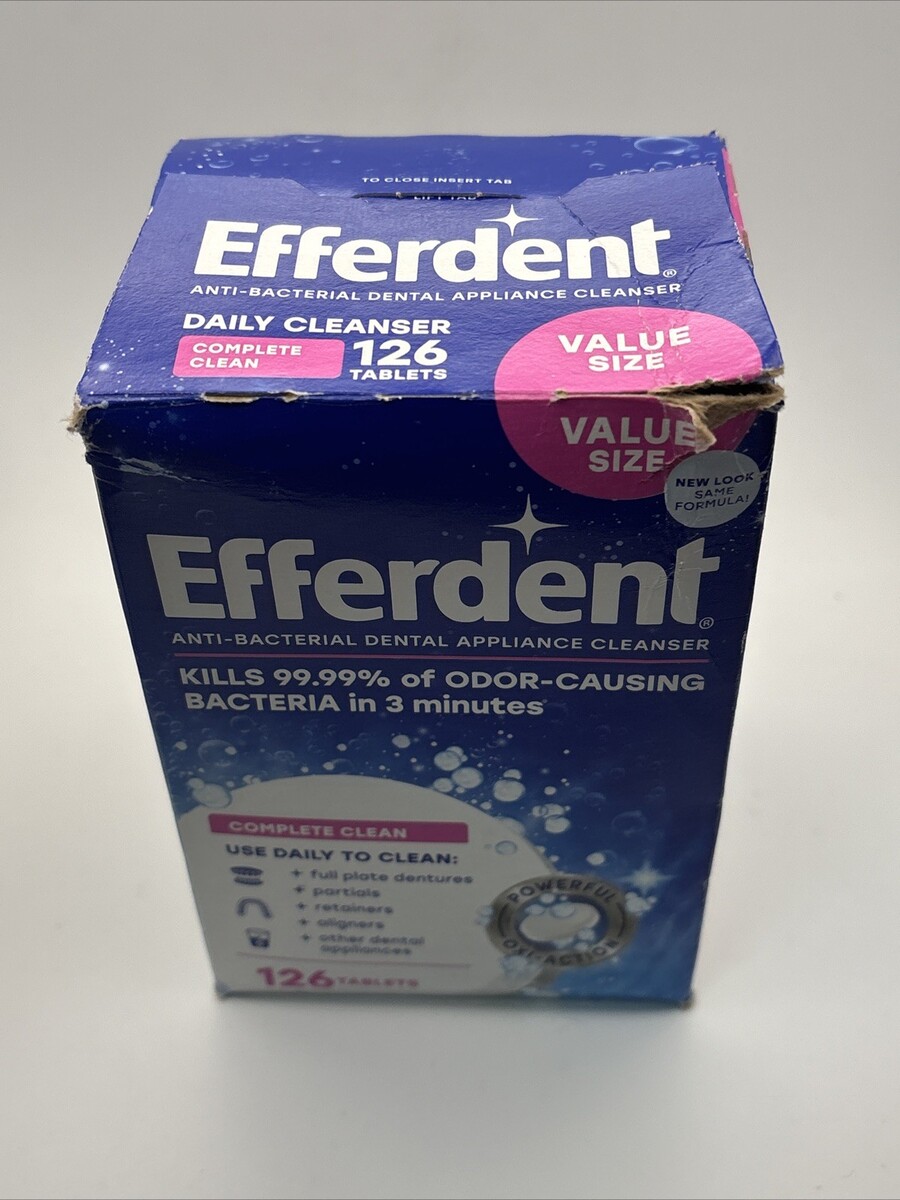 TO CLOSE INSERT TAB
Efferdent®
ANTI-BACTERIAL DENTAL APPLIANCE CLEANSER
DAILY CLEANSER
COMPLETE
CLEAN
126
TABLETS
VALUE
SIZE
VALUE
SIZE
NEW LOOK
SAME
FORMULA!
Efferdent®
ANTI-BACTERIAL DENTAL APPLIANCE CLEANSER
KILLS 99.99% of ODOR-CAUSING
BACTERIA in 3 minutes
COMPLETE CLEAN
USE DAILY TO CLEAN:
+ full plate dentures
+ partials
+ retainers
+ aligners
+ other dental
appliances
POWERFUL
OXI-ACTION
126 TABLETS